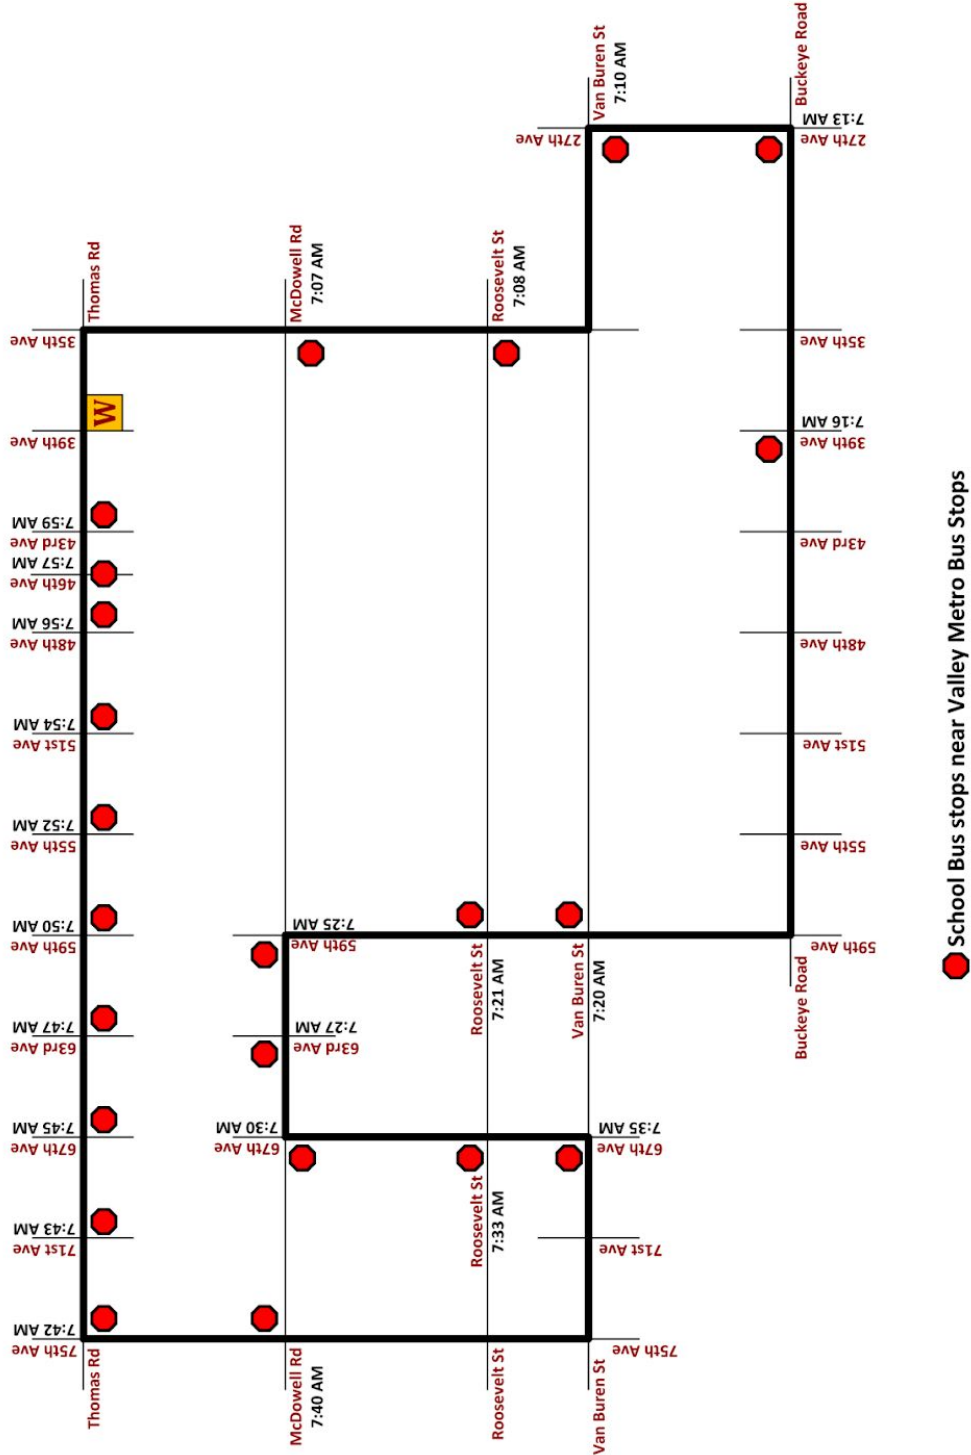 75th Ave
7:42 AM
71st Ave
7:43 AM
67th Ave
7:45 AM
63rd Ave
7:47 AM
59th Ave
7:50 AM
55th Ave
7:52 AM
51st Ave
7:54 AM
48th Ave
7:56 AM
46th Ave
7:57 AM
43rd Ave
7:59 AM
39th Ave
35th Ave
W
Thomas Rd
Thomas Rd
67th Ave
7:30 AM
63rd Ave
7:27 AM
59th Ave
7:25 AM
McDowell Rd
7:40 AM
McDowell Rd
7:07 AM
Roosevelt St
Roosevelt St
7:33 AM
Roosevelt St
7:21 AM
Roosevelt St
7:08 AM
27th Ave
Van Buren St
75th Ave
71st Ave
67th Ave
7:35 AM
Van Buren St
7:20 AM
Van Buren St
7:10 AM
Buckeye Road
59th Ave
55th Ave
51st Ave
48th Ave
43rd Ave
39th Ave
7:16 AM
35th Ave
27th Ave
7:13 AM
Buckeye Road
School Bus stops near Valley Metro Bus Stops